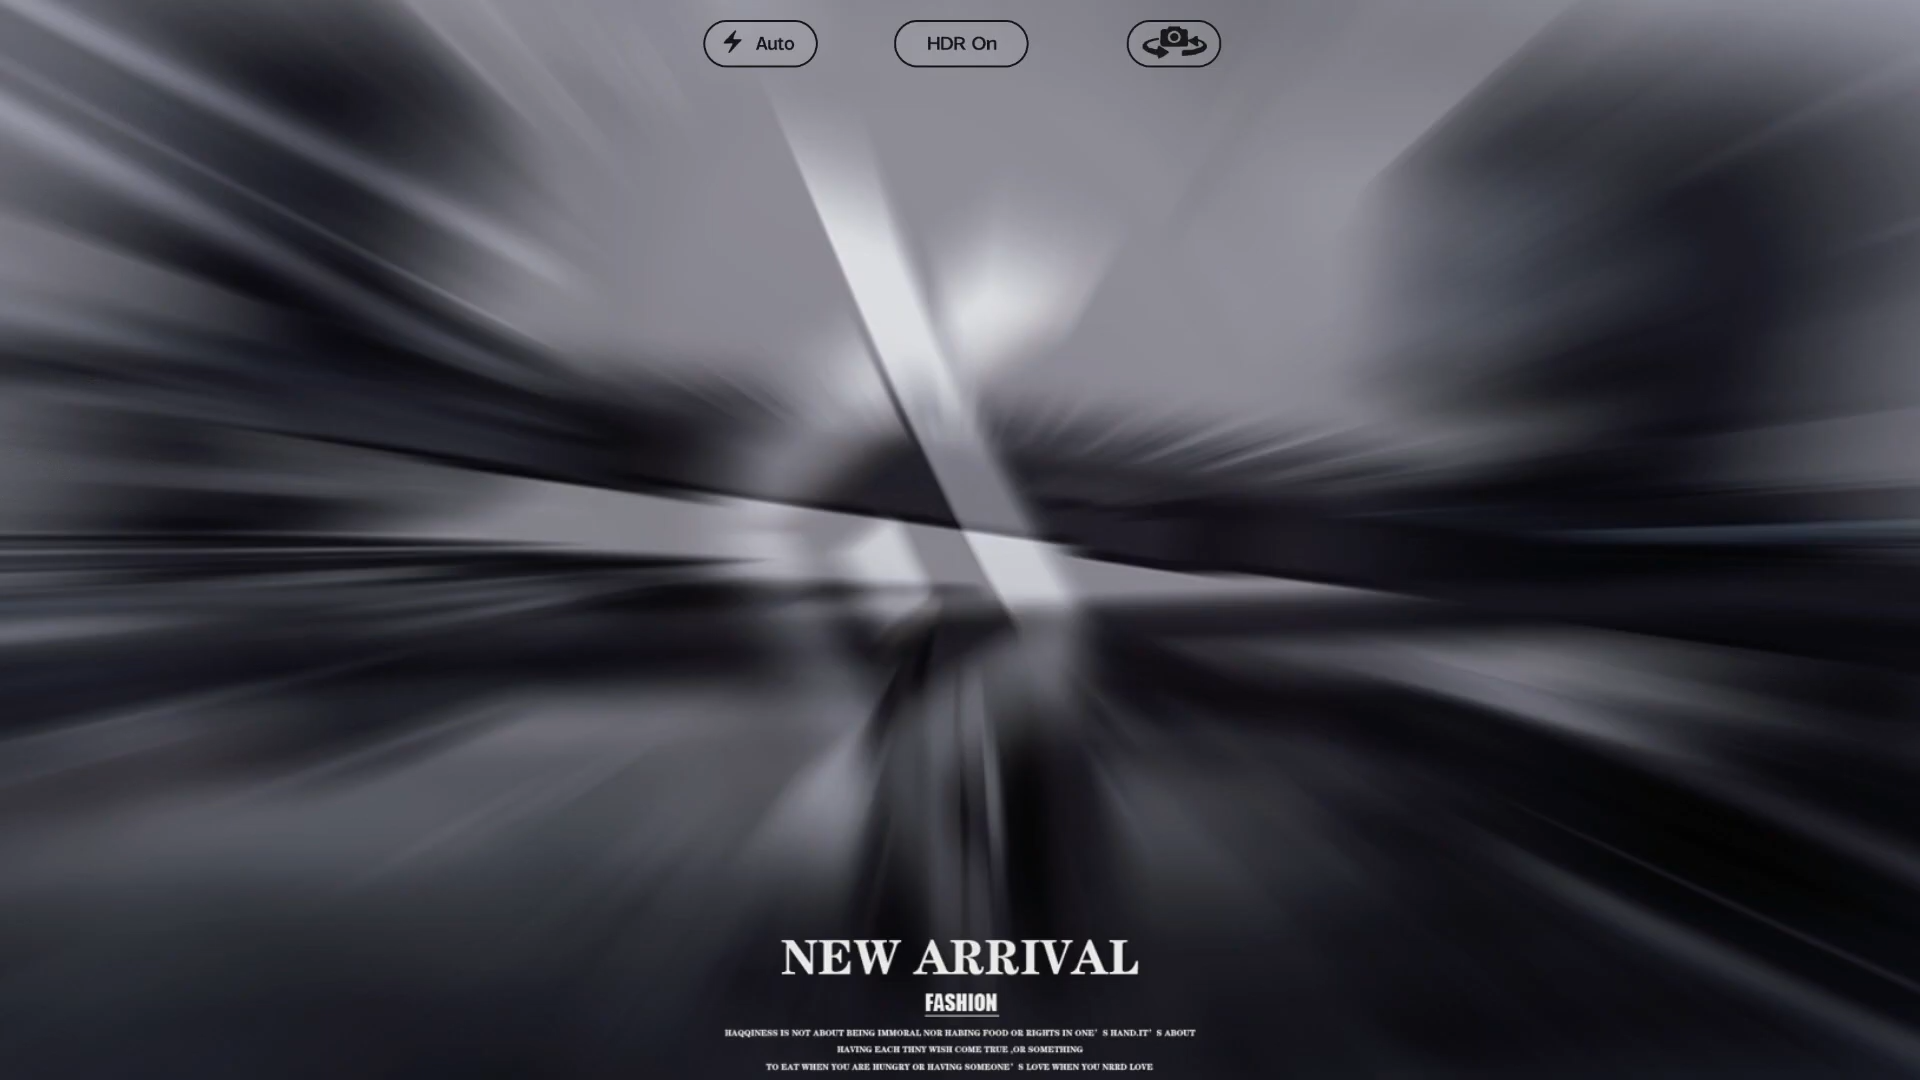 Auto
HDR On
NEW ARRIVAL
FASHION
HAQQINESS IS NOT ABOUT BEING IMMORAL NOR HABING FOOD OR RIGHTS IN ONE' S HAND.IT' S ABOUT
HAVING EACH THNY WISH COME TRUE ,OR SOMETHING
TO EAT WHEN YOU ARE HUNGRY OR HAVING SOMEONE' S LOVE WHEN YOU NRRD LOVE